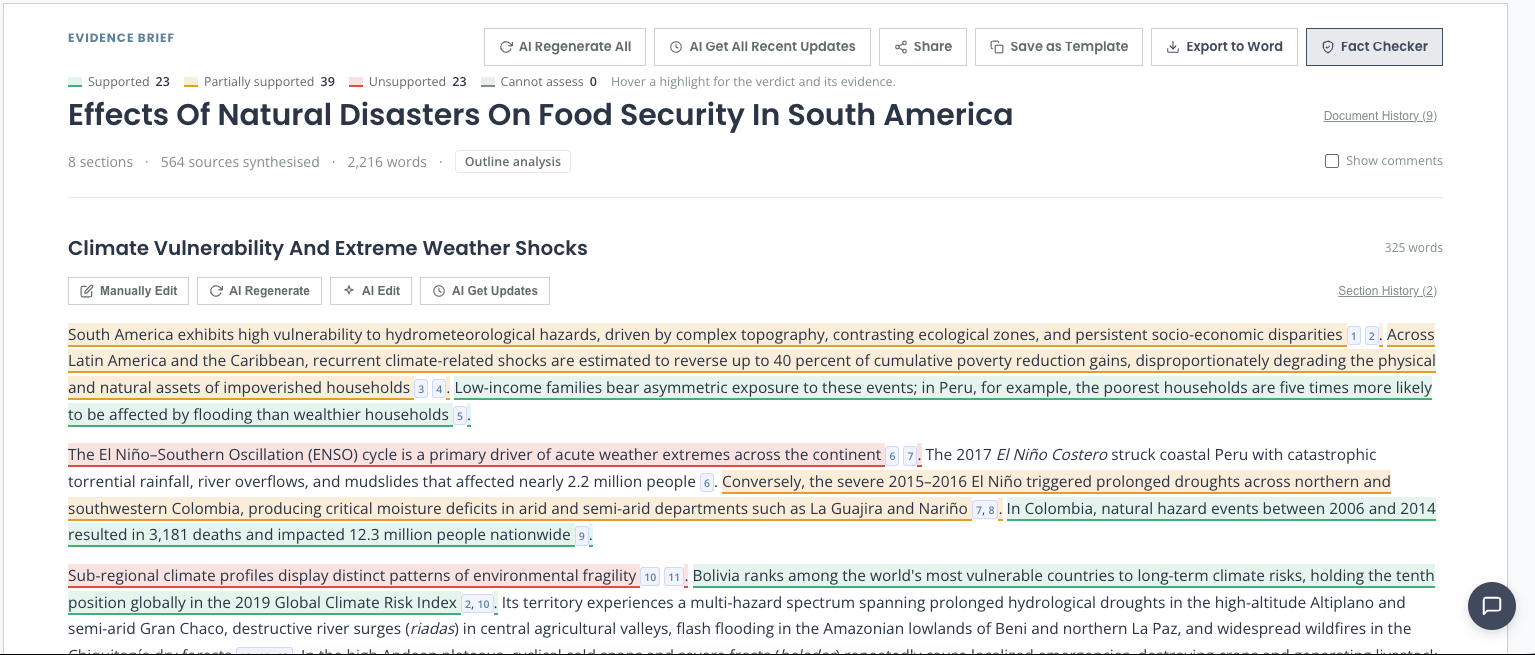 EVIDENCE BRIEF
AI Regenerate All
AI Get All Recent Updates
Share
Save as Template
Export to Word
Fact Checker
Supported 23 Partially supported 39 Unsupported 23 Cannot assess 0 Hover a highlight for the verdict and its evidence.
Effects Of Natural Disasters On Food Security In South America
Document History (9)
8 sections · 564 sources synthesised · 2,216 words · Outline analysis
Show comments
Climate Vulnerability And Extreme Weather Shocks
325 words
Manually Edit
AI Regenerate
AI Edit
AI Get Updates
Section History (2)
South America exhibits high vulnerability to hydrometeorological hazards, driven by complex topography, contrasting ecological zones, and persistent socio-economic disparities 1 2. Across
Latin America and the Caribbean, recurrent climate-related shocks are estimated to reverse up to 40 percent of cumulative poverty reduction gains, disproportionately degrading the physical
and natural assets of impoverished households 3 4. Low-income families bear asymmetric exposure to these events; in Peru, for example, the poorest households are five times more likely
to be affected by flooding than wealthier households 5.
The El Niño–Southern Oscillation (ENSO) cycle is a primary driver of acute weather extremes across the continent 6 7. The 2017 El Niño Costero struck coastal Peru with catastrophic
torrential rainfall, river overflows, and mudslides that affected nearly 2.2 million people 6. Conversely, the severe 2015–2016 El Niño triggered prolonged droughts across northern and
southwestern Colombia, producing critical moisture deficits in arid and semi-arid departments such as La Guajira and Nariño 7, 8. In Colombia, natural hazard events between 2006 and 2014
resulted in 3,181 deaths and impacted 12.3 million people nationwide 9.
Sub-regional climate profiles display distinct patterns of environmental fragility 10 11. Bolivia ranks among the world's most vulnerable countries to long-term climate risks, holding the tenth
position globally in the 2019 Global Climate Risk Index 2, 10. Its territory experiences a multi-hazard spectrum spanning prolonged hydrological droughts in the high-altitude Altiplano and
semi-arid Gran Chaco, destructive river surges (riadas) in central agricultural valleys, flash flooding in the Amazonian lowlands of Beni and northern La Paz, and widespread wildfires in the